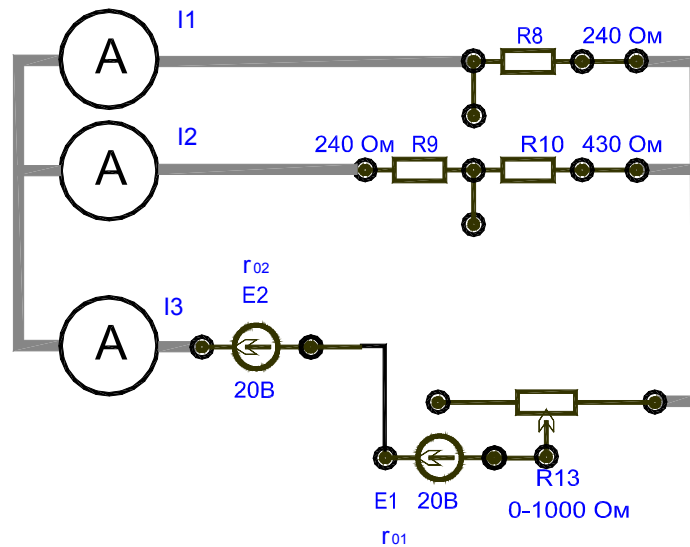 I1
A
R8 240 Ом
I2
A
240 Ом R9 R10 430 Ом
r02
E2
I3
A
20В
R13
E1 20В
0-1000 Ом
r01